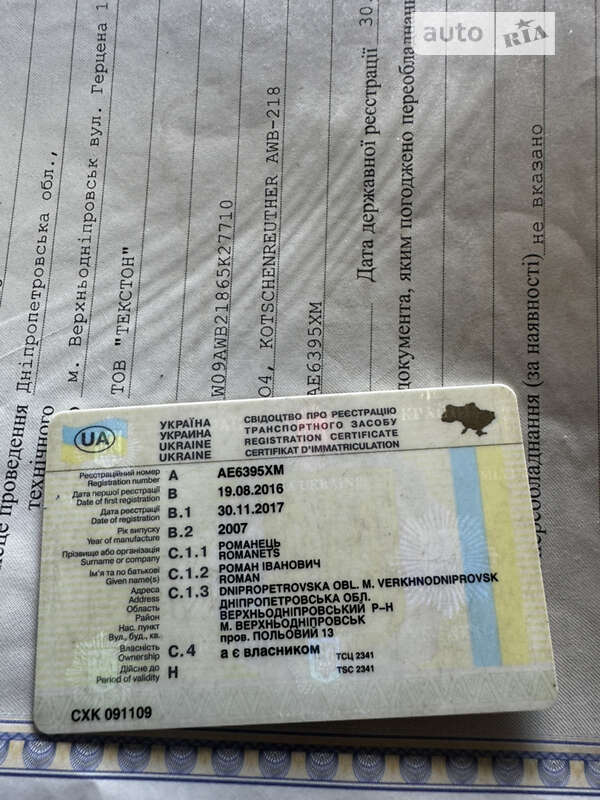 auto RIA
це проведення Дніпропетровська обл.,
технічного
м. Верхньодніпровськ вул. Герцена 1
ТОВ "ТЕКСТОН"
W09AWB21865K27710
04, KOTSCHENREUTHER AWB-218
АЕ6395ХМ
Дата державної реєстрації 30.
документа, яким погоджено переобладнан
реобладнання (за наявності) не вказано
UA
УКРАЇНА
УКРАИНА
UKRAINE
UKRAINE
СВІДОЦТВО ПРО РЕЄСТРАЦІЮ
ТРАНСПОРТНОГО ЗАСОБУ
REGISTRATION CERTIFICATE
CERTIFIKAT D'IMMATRICULATION
Реєстраційний номер
Registration number A AE6395XM
Дата першої реєстрації
Date of first registration B 19.08.2016
Дата реєстрації
Date of registration B.1 30.11.2017
Рік випуску
Year of manufacture B.2 2007
Прізвище або організація
Surname or company C.1.1 РОМАНЕЦЬ
ROMANETS
Ім'я та по батькові
Given name(s) C.1.2 РОМАН ІВАНОВИЧ
ROMAN
Адреса
Address
Область
Район
Нас. пункт
Вул., буд., кв.
C.1.3 DNIPROPETROVSKA OBL. M. VERKHNODNIPROVSK
ДНІПРОПЕТРОВСЬКА ОБЛ.
ВЕРХНЬОДНІПРОВСЬКИЙ Р-Н
М. ВЕРХНЬОДНІПРОВСЬК
пров. ПОЛЬОВИЙ 13
Власність
Ownership C.4 а є власником ТСЦ 2341
Дійсне до
Period of validity H TSC 2341
СХК 091109